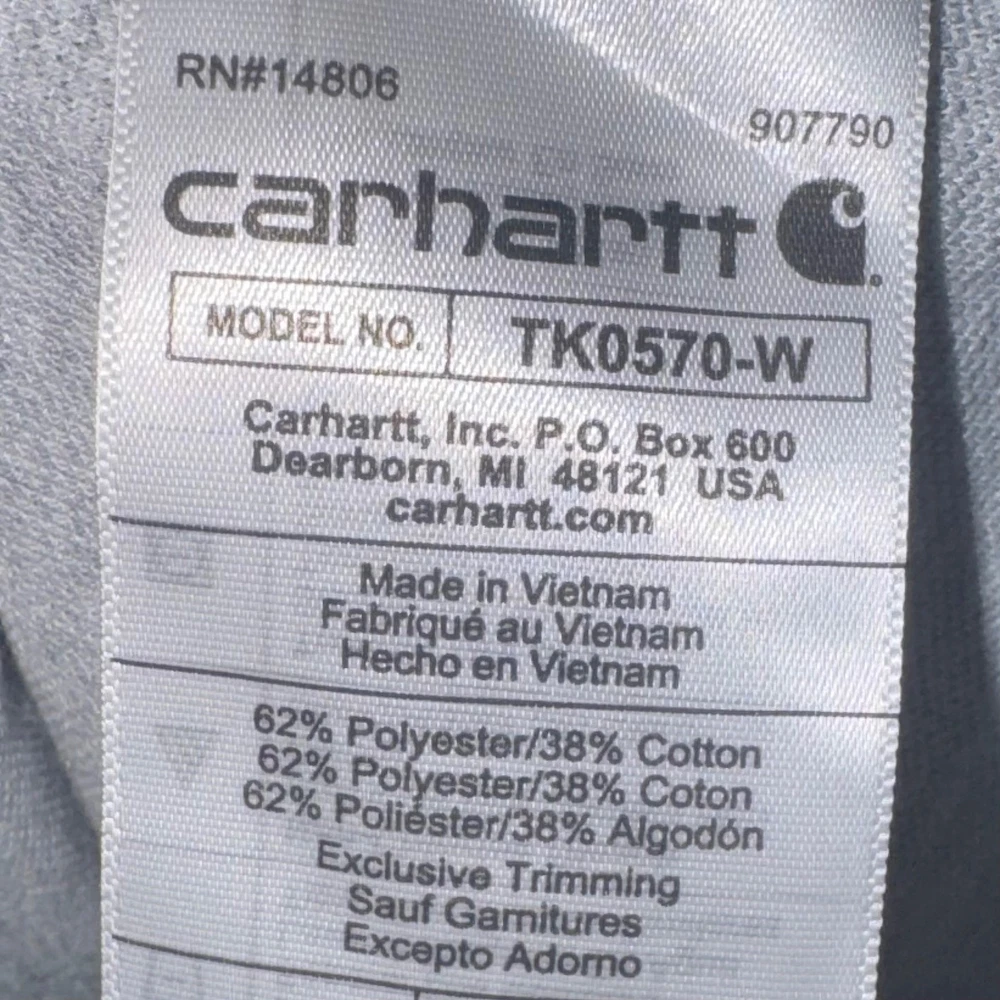 RN#14806
907790
carhartt
MODEL NO. TK0570-W
Carhartt, Inc. P.O. Box 600
Dearborn, MI 48121 USA
carhartt.com
Made in Vietnam
Fabriqué au Vietnam
Hecho en Vietnam
62% Polyester/38% Cotton
62% Polyester/38% Coton
62% Poliéster/38% Algodón
Exclusive Trimming
Sauf Garnitures
Excepto Adorno